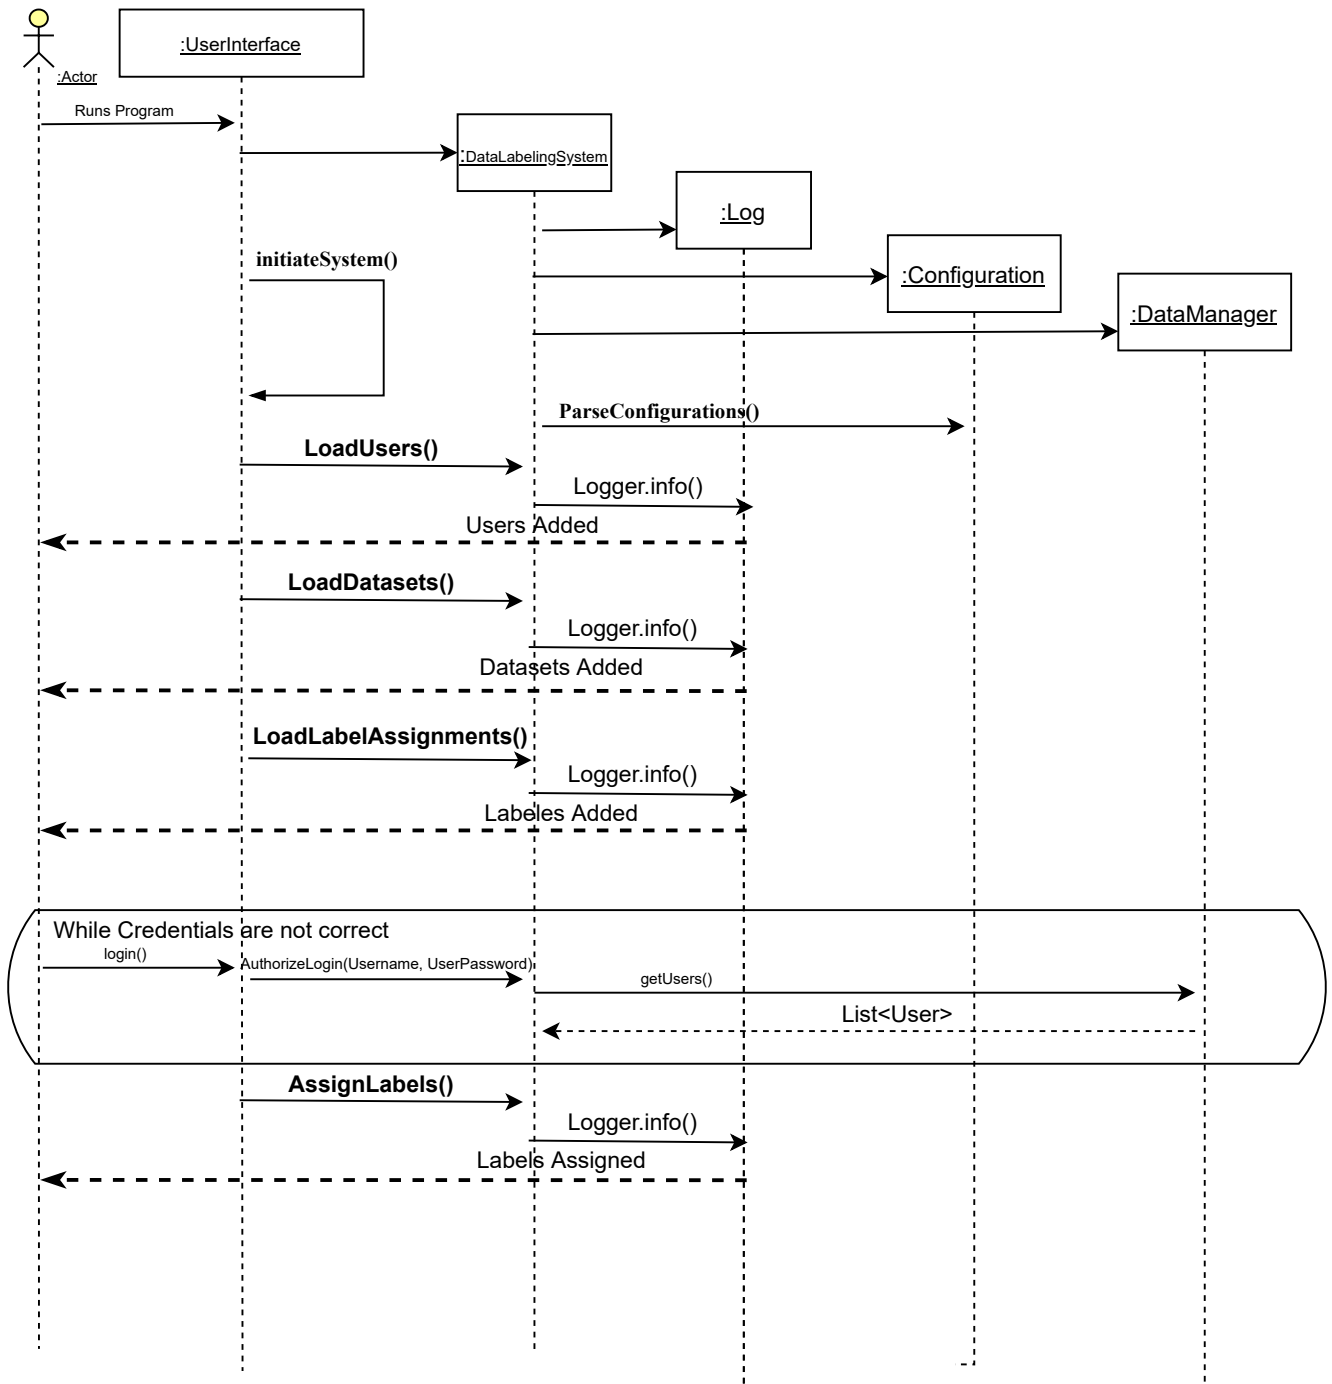 :UserInterface
:Actor
Runs Program
:DataLabelingSystem
:Log
initiateSystem()
:Configuration
:DataManager
ParseConfigurations()
LoadUsers()
Logger.info()
Users Added
LoadDatasets()
Logger.info()
Datasets Added
LoadLabelAssignments()
Logger.info()
Labeles Added
While Credentials are not correct
login()
AuthorizeLogin(Username, UserPassword)
getUsers()
List<User>
AssignLabels()
Logger.info()
Labels Assigned